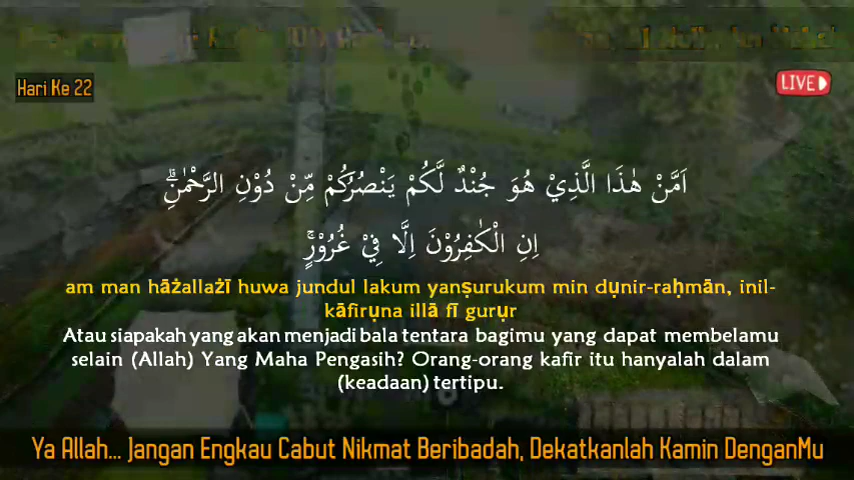 Hari Ke 22
LIVE
اَمَّنْ هٰذَا الَّذِيْ هُوَ جُنْدٌ لَّكُمْ يَنْصُرُكُمْ مِّنْ دُوْنِ الرَّحْمٰنِۗ
اِنِ الْكٰفِرُوْنَ اِلَّا فِيْ غُرُوْرٍۚ
am man hāżallażī huwa jundul lakum yanṣurukum min dụnir-raḥmān, inil-
kāfirụna illā fī gurụr
Atau siapakah yang akan menjadi bala tentara bagimu yang dapat membelamu
selain (Allah) Yang Maha Pengasih? Orang-orang kafir itu hanyalah dalam
(keadaan) tertipu.
Ya Allah... Jangan Engkau Cabut Nikmat Beribadah, Dekatkanlah Kamin DenganMu